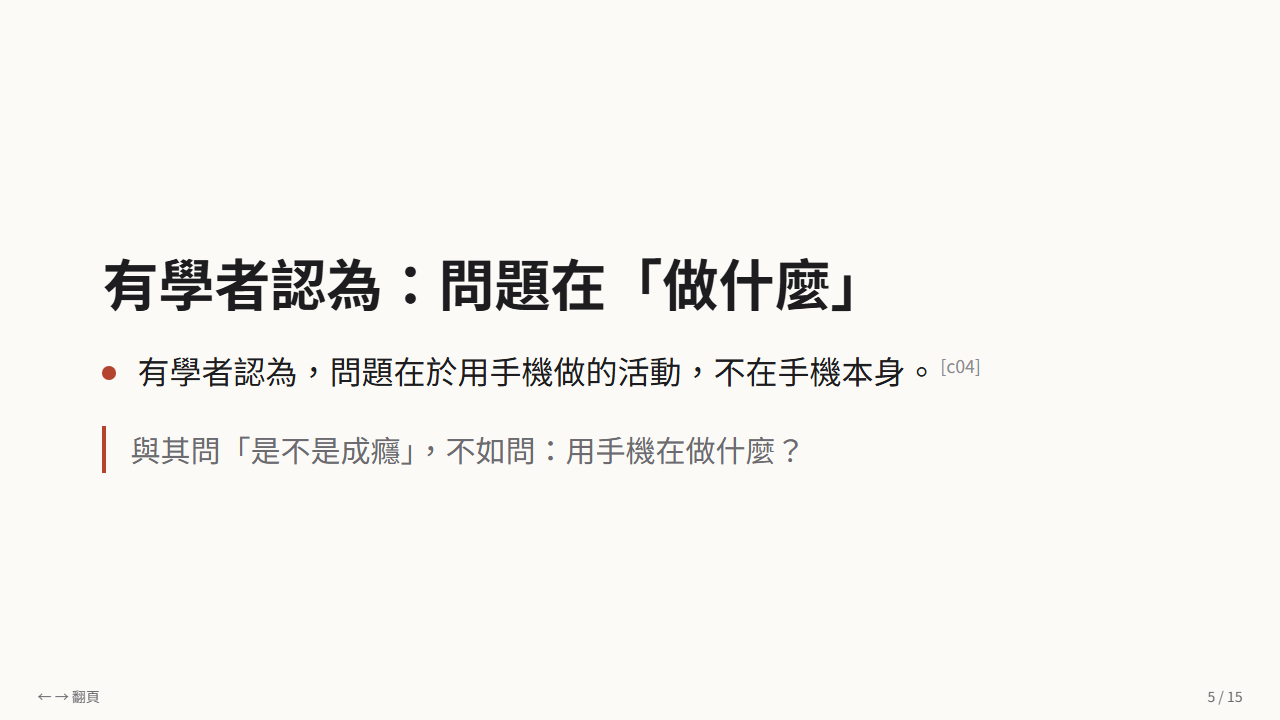 有學者認為：問題在「做什麼」
有學者認為，問題在於用手機做的活動，不在手機本身。[c04]
與其問「是不是成癮」，不如問：用手機在做什麼？
← → 翻頁
5 / 15